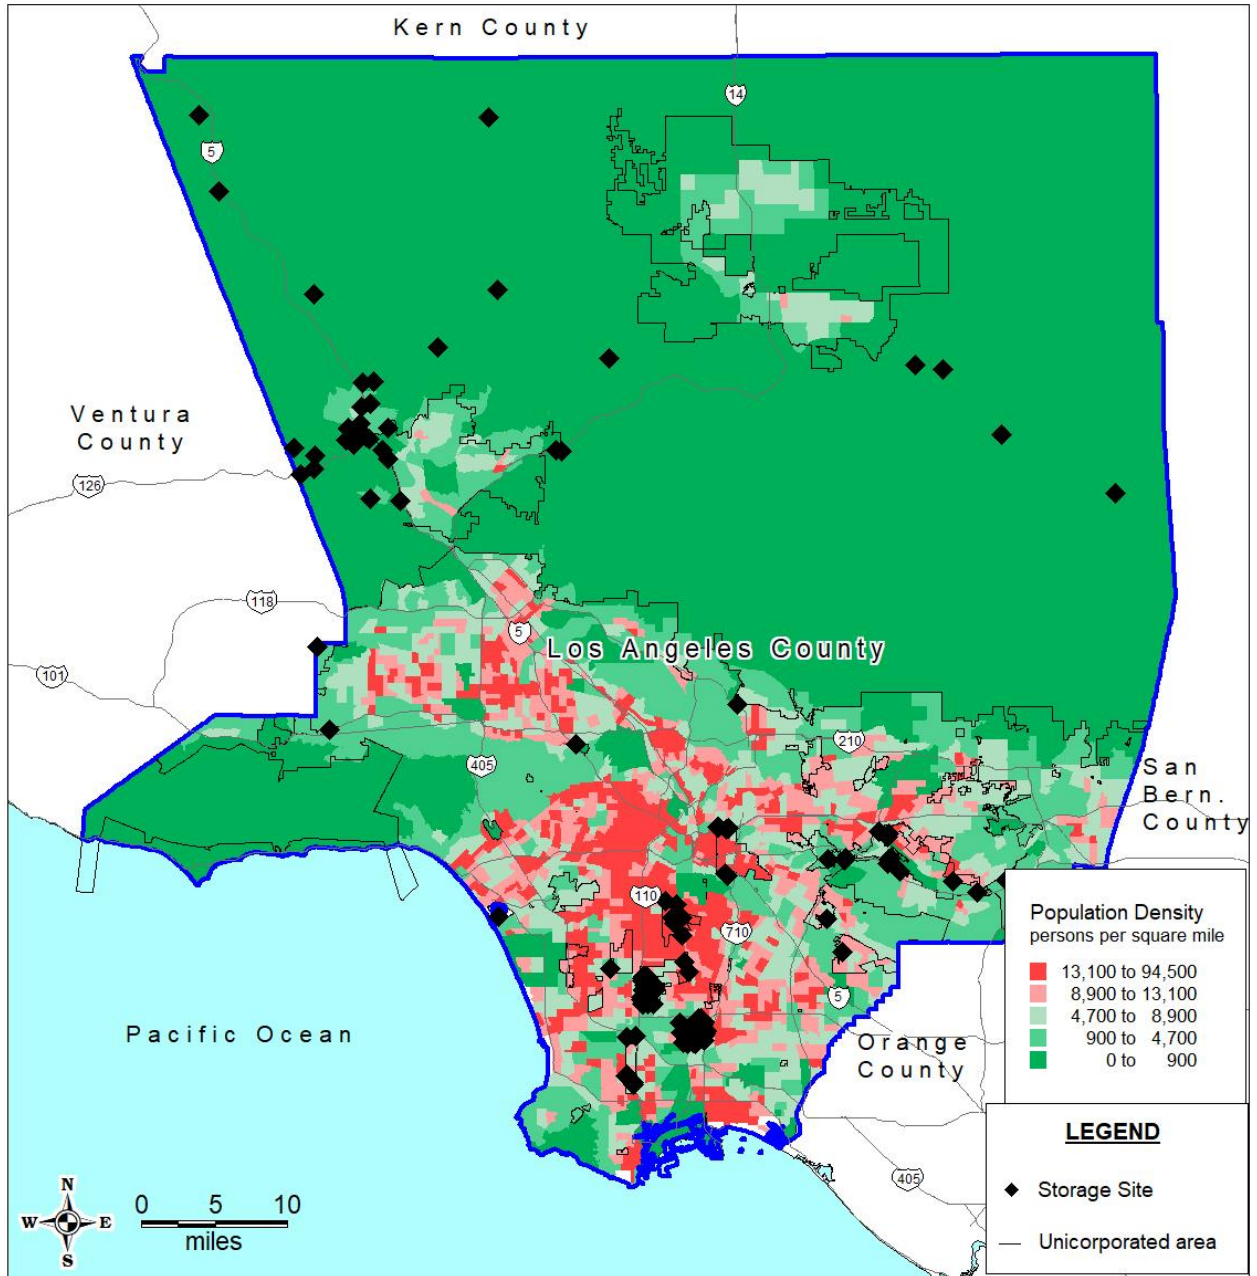 Kern County
14
5
Ventura
County
126
118
5
Los Angeles County
101
210
405
San
Bern.
County
110
710
5
Pacific Ocean
Orange
County
405
Population Density
persons per square mile
13,100 to 94,500
8,900 to 13,100
4,700 to 8,900
900 to 4,700
0 to 900
LEGEND
Storage Site
Unicorporated area
N
W E
S
0 5 10
miles